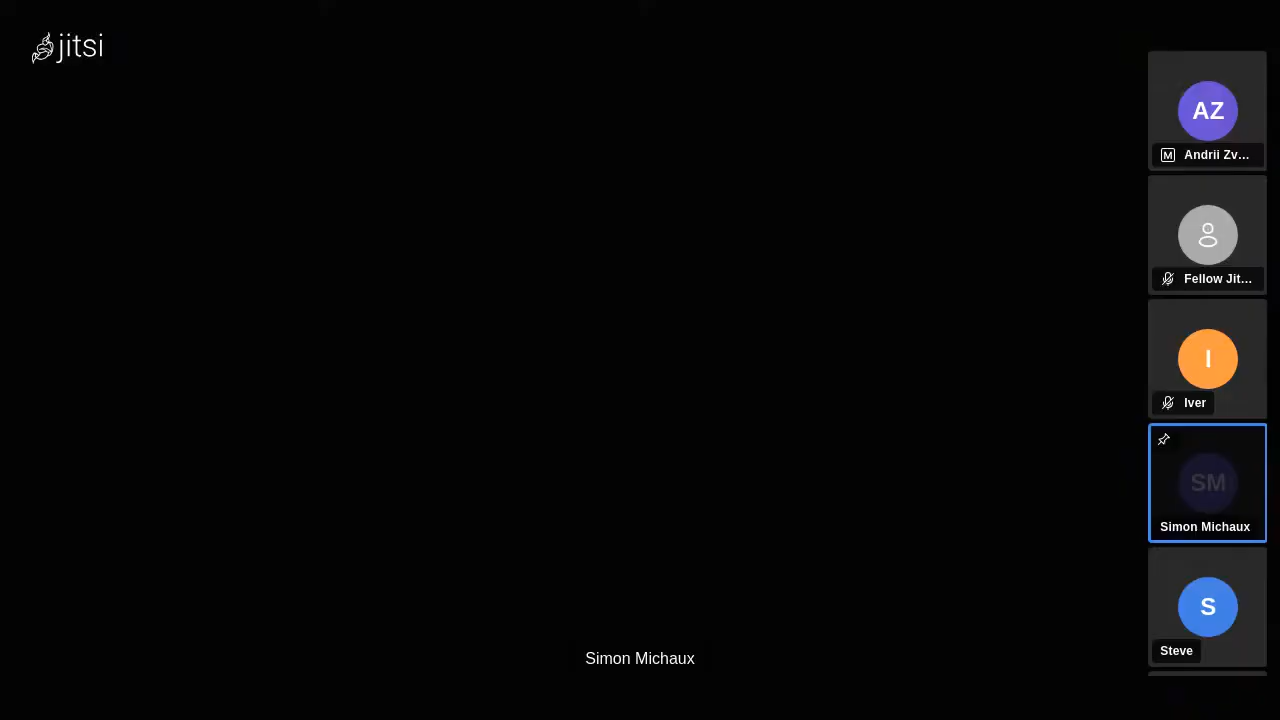 jitsi
AZ
M
Andrii Zv...
Fellow Jit...
I
Iver
SM
Simon Michaux
S
Steve
Simon Michaux